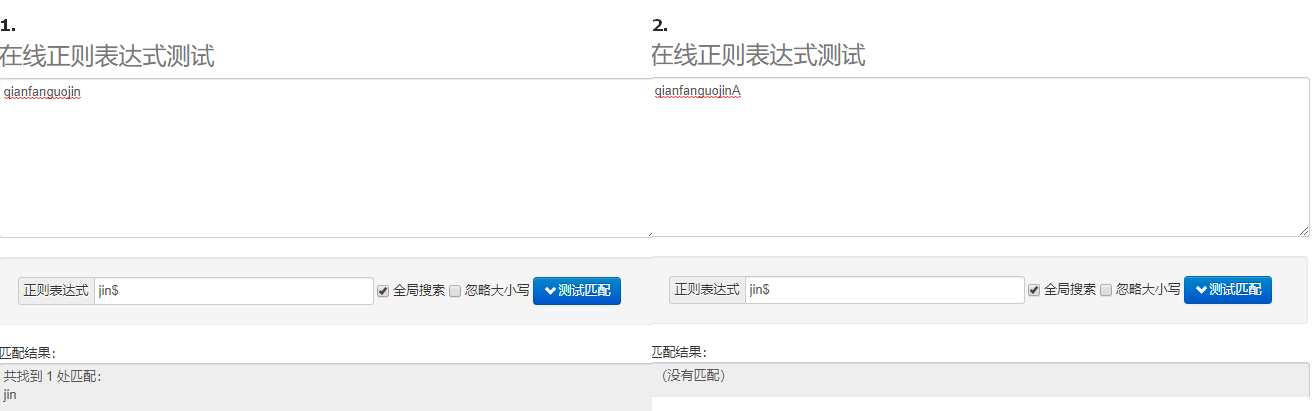 1.
在线正则表达式测试
qianfanguojin
正则表达式 jin$ 全局搜索 忽略大小写 测试匹配
匹配结果：
共找到 1 处匹配：
jin
2.
在线正则表达式测试
qianfanguojinA
正则表达式 jin$ 全局搜索 忽略大小写 测试匹配
匹配结果：
（没有匹配）